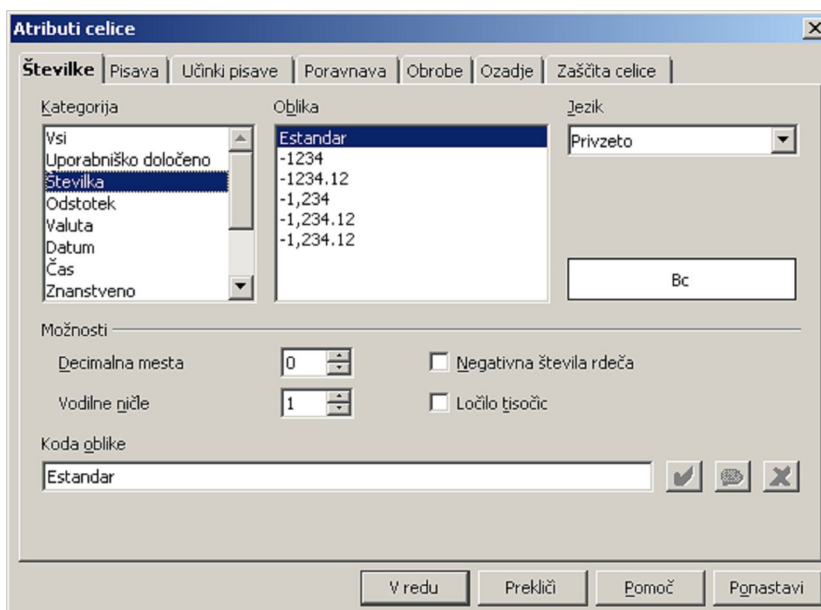 Atributi celice
Številke Pisava Učinki pisave Poravnava Obrobe Ozadje Zaščita celice
Kategorija
Vsi
Uporabniško določeno
Številka
Odstotek
Valuta
Datum
Čas
Znanstveno
Oblika
Estandar
-1234
-1234.12
-1,234
-1,234.12
-1,234.12
Jezik
Privzeto
Bc
Možnosti
Decimalna mesta 0 Negativna števila rdeča
Vodilne ničle 1 Ločilo tisočic
Koda oblike
Estandar
V redu Prekliči Pomoč Ponastavi